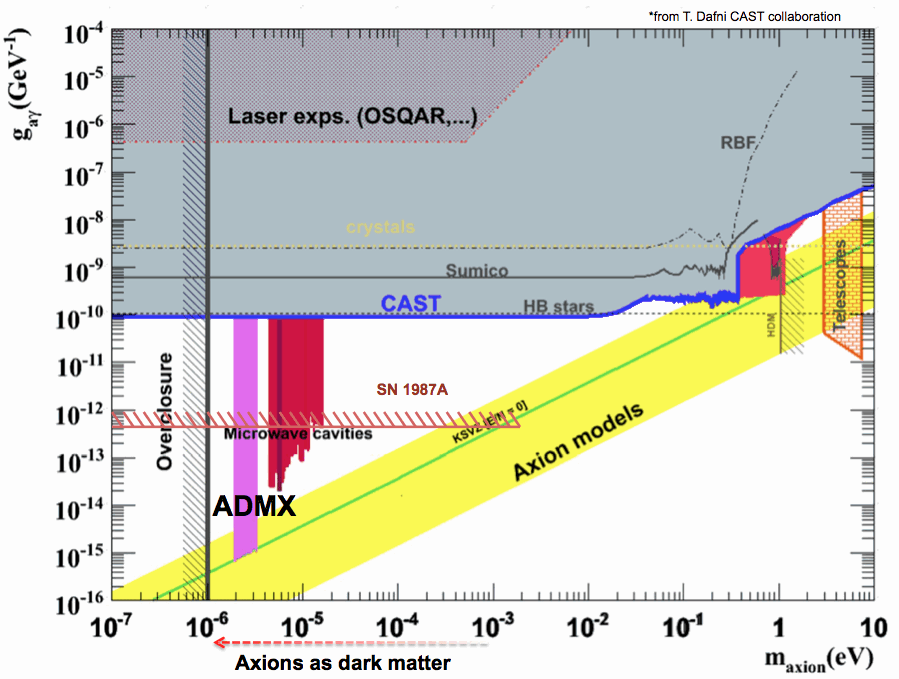 *from T. Dafni CAST collaboration
g_aγ(GeV⁻¹)
10⁻⁴
10⁻⁵
10⁻⁶
10⁻⁷
10⁻⁸
10⁻⁹
10⁻¹⁰
10⁻¹¹
10⁻¹²
10⁻¹³
10⁻¹⁴
10⁻¹⁵
10⁻¹⁶
Laser exps. (OSQAR,...)
RBF
crystals
Sumico
CAST
HB stars
Telescopes
HDM
Overclosure
SN 1987A
Microwave cavities
KSVZ [E/N = 0]
Axion models
ADMX
10⁻⁷
10⁻⁶
10⁻⁵
10⁻⁴
10⁻³
10⁻²
10⁻¹
1
10
m_axion(eV)
Axions as dark matter